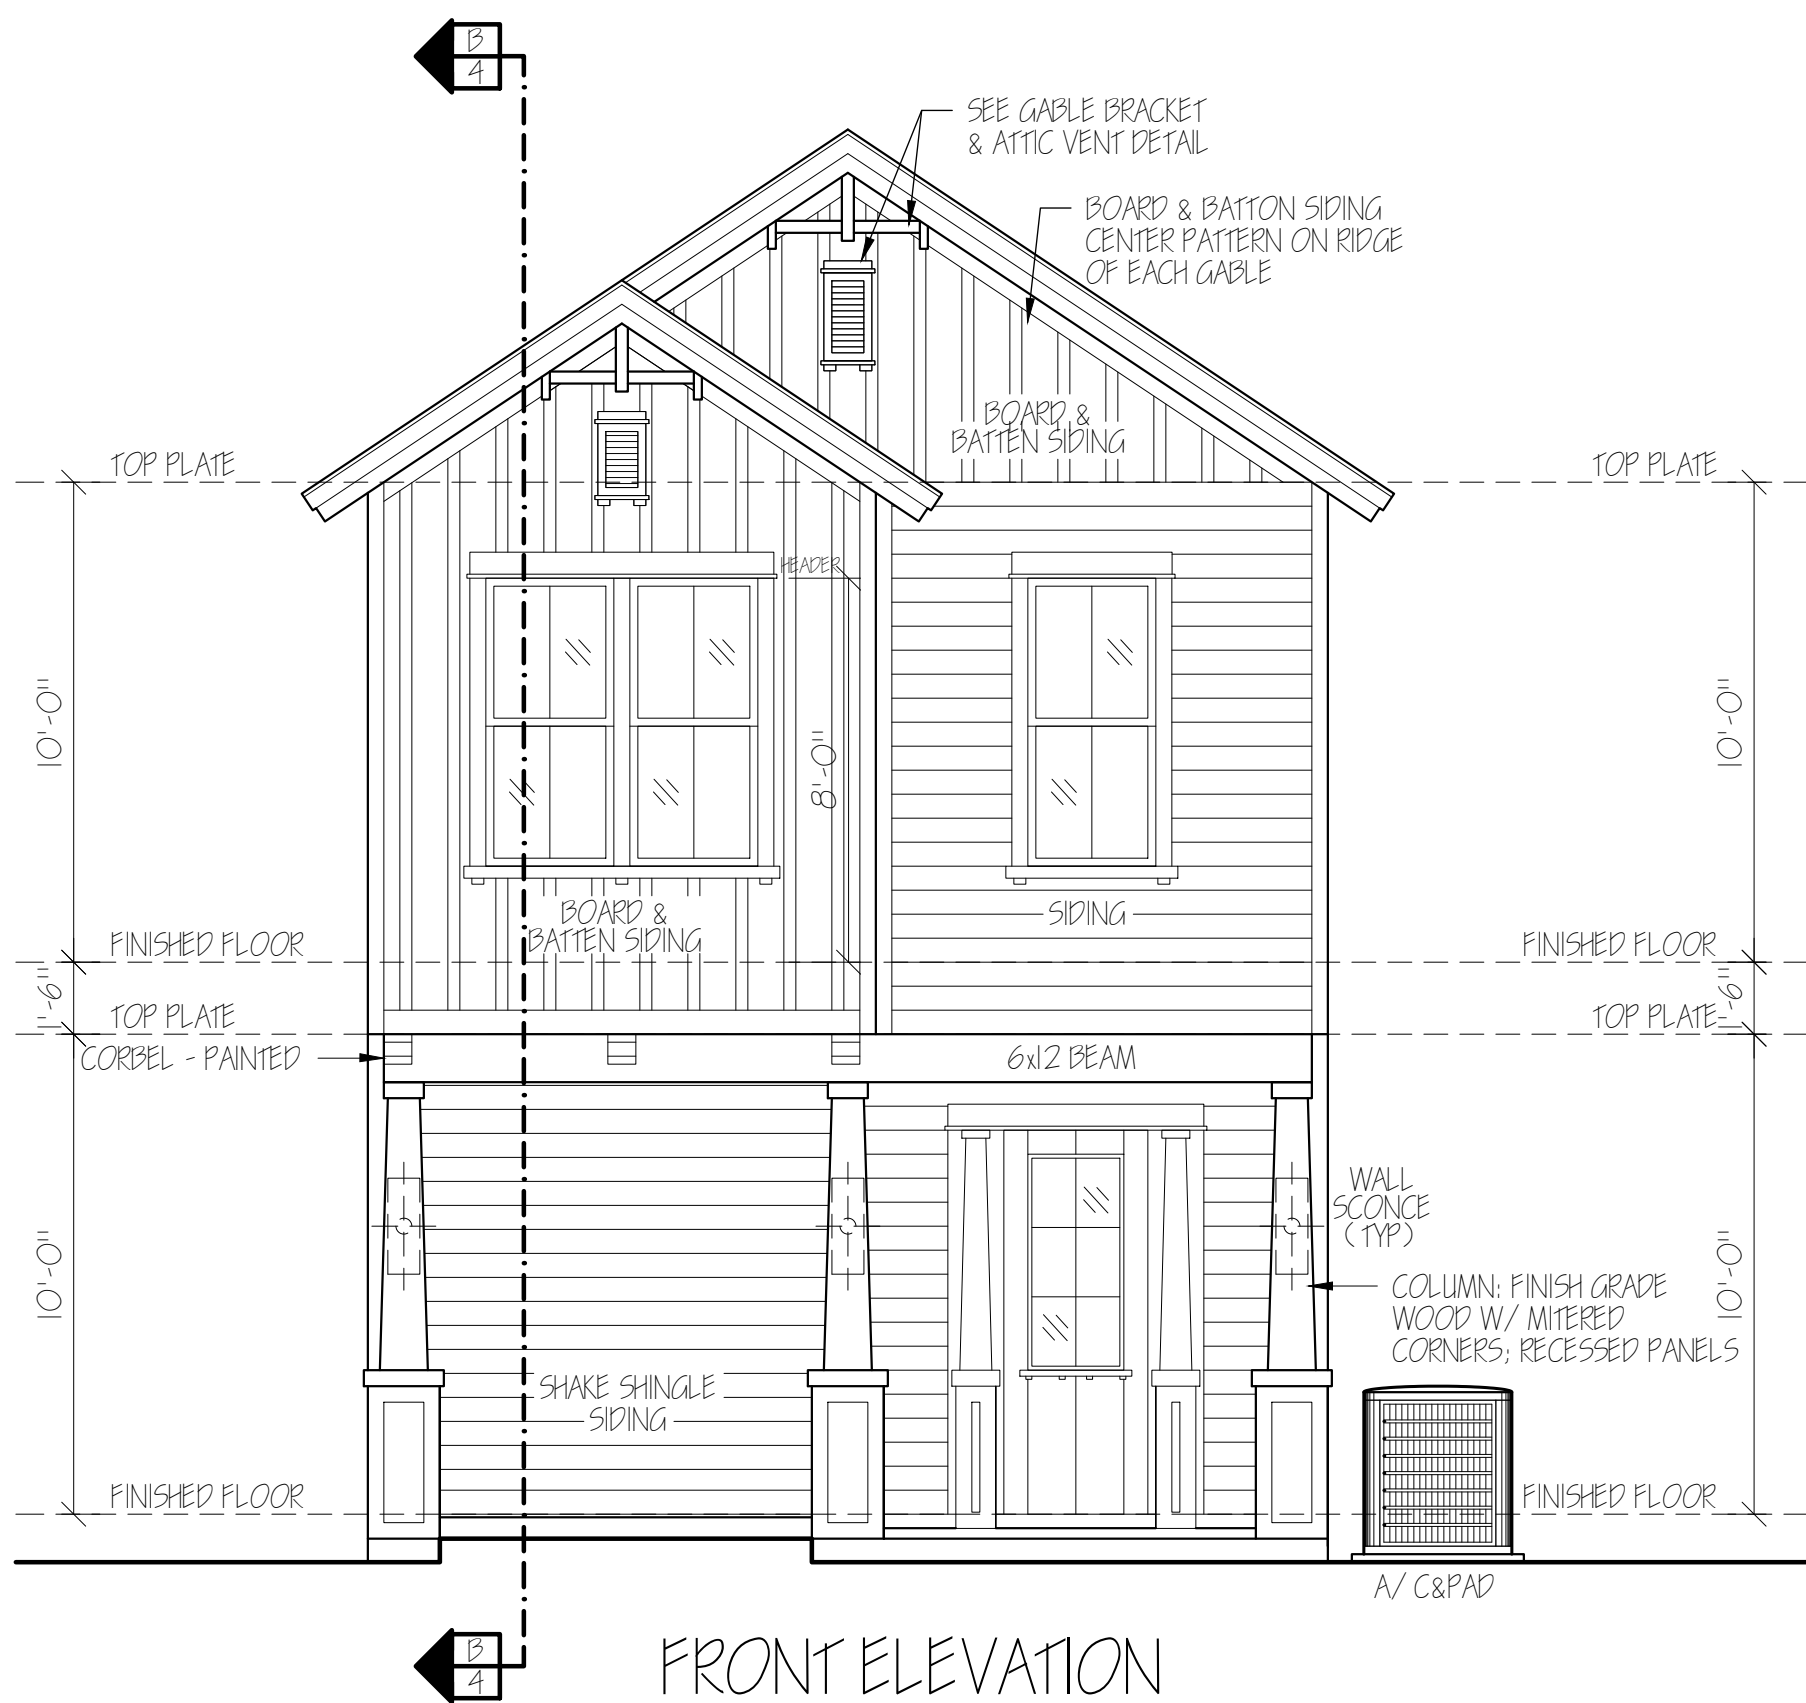 B
4
SEE GABLE BRACKET
& ATTIC VENT DETAIL
BOARD & BATTON SIDING
CENTER PATTERN ON RIDGE
OF EACH GABLE
BOARD &
BATTEN SIDING
TOP PLATE
TOP PLATE
HEADER
10'-0"
8'-0"
10'-0"
BOARD &
BATTEN SIDING
SIDING
FINISHED FLOOR
FINISHED FLOOR
1'-6"
1'-6"
TOP PLATE
TOP PLATE
CORBEL - PAINTED
6x12 BEAM
WALL
SCONCE
(TYP)
10'-0"
10'-0"
COLUMN: FINISH GRADE
WOOD W/ MITERED
CORNERS; RECESSED PANELS
SHAKE SHINGLE
SIDING
FINISHED FLOOR
FINISHED FLOOR
A/ C&PAD
B
4
FRONT ELEVATION